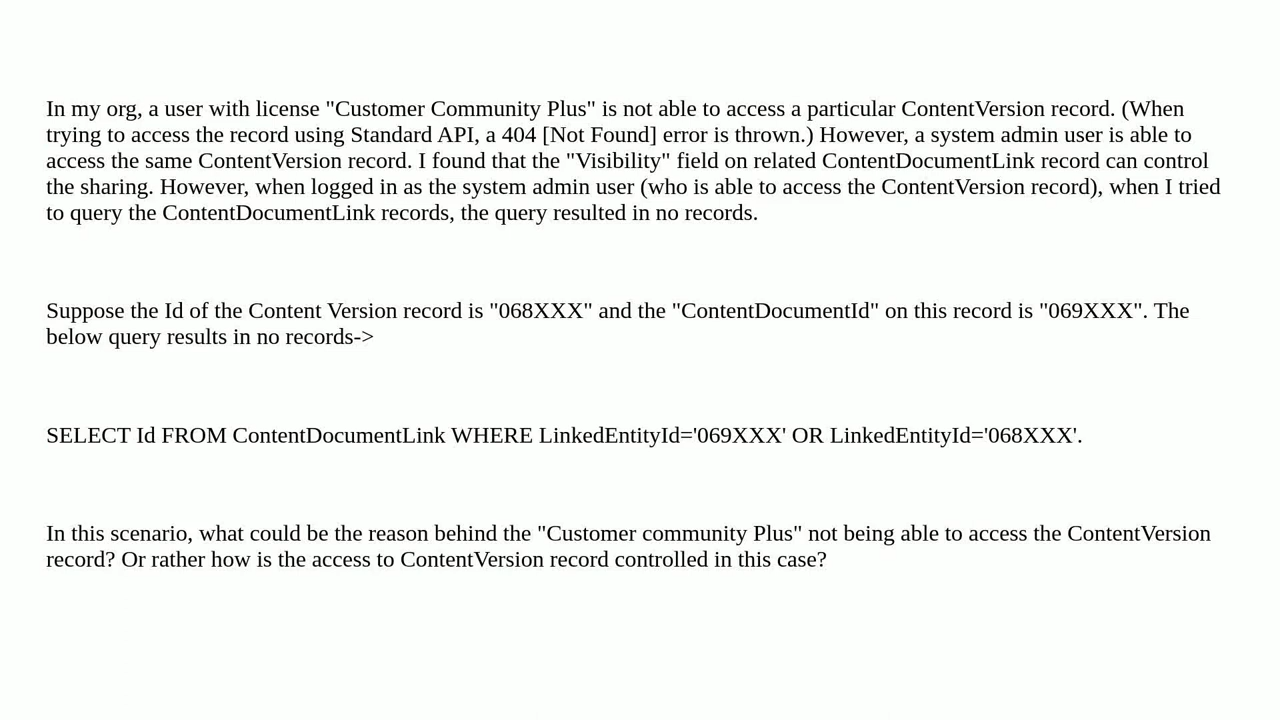 In my org, a user with license "Customer Community Plus" is not able to access a particular ContentVersion record. (When
trying to access the record using Standard API, a 404 [Not Found] error is thrown.) However, a system admin user is able to
access the same ContentVersion record. I found that the "Visibility" field on related ContentDocumentLink record can control
the sharing. However, when logged in as the system admin user (who is able to access the ContentVersion record), when I tried
to query the ContentDocumentLink records, the query resulted in no records.
Suppose the Id of the Content Version record is "068XXX" and the "ContentDocumentId" on this record is "069XXX". The
below query results in no records->
SELECT Id FROM ContentDocumentLink WHERE LinkedEntityId='069XXX' OR LinkedEntityId='068XXX'.
In this scenario, what could be the reason behind the "Customer community Plus" not being able to access the ContentVersion
record? Or rather how is the access to ContentVersion record controlled in this case?